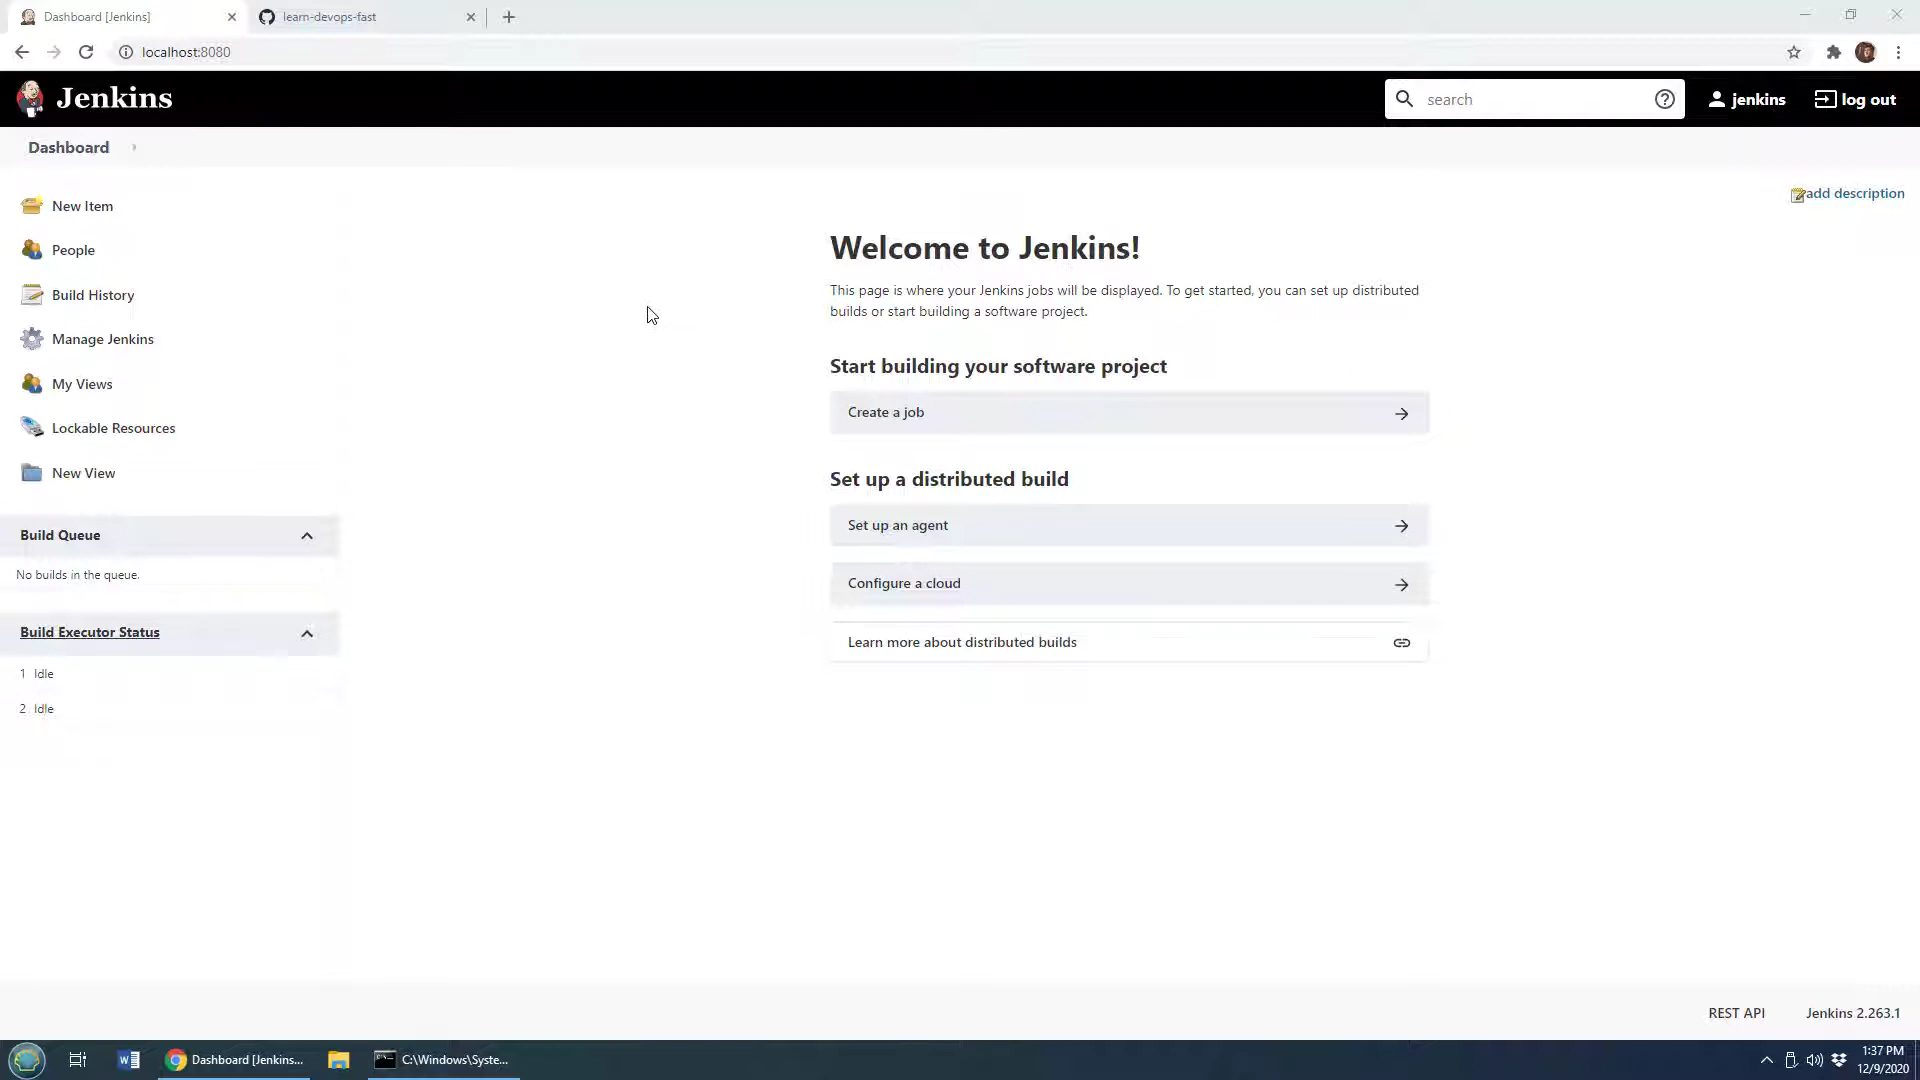 Dashboard [Jenkins]
learn-devops-fast
localhost:8080
Jenkins
search
jenkins
log out
Dashboard
New Item
People
Build History
Manage Jenkins
My Views
Lockable Resources
New View
Build Queue
No builds in the queue.
Build Executor Status
1 Idle
2 Idle
add description
Welcome to Jenkins!
This page is where your Jenkins jobs will be displayed. To get started, you can set up distributed
builds or start building a software project.
Start building your software project
Create a job
Set up a distributed build
Set up an agent
Configure a cloud
Learn more about distributed builds
REST API
Jenkins 2.263.1
Dashboard [Jenkins...
C:\Windows\Syste...
1:37 PM
12/9/2020